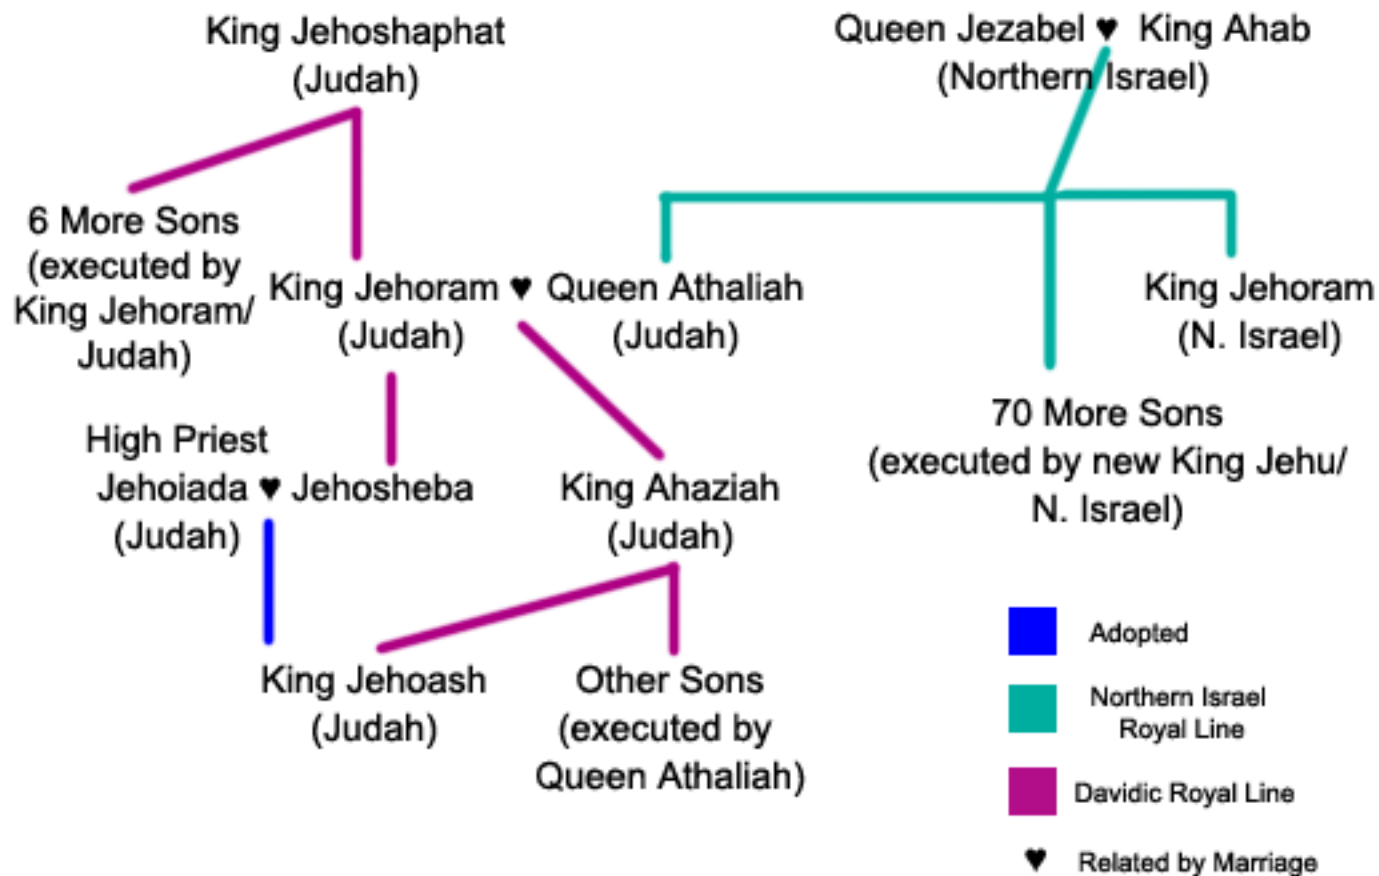 King Jehoshaphat
(Judah)
Queen Jezabel ♥ King Ahab
(Northern Israel)
6 More Sons
(executed by
King Jehoram/
Judah)
King Jehoram ♥ Queen Athaliah
(Judah)
(Judah)
King Jehoram
(N. Israel)
70 More Sons
(executed by new King Jehu/
N. Israel)
High Priest
Jehoiada ♥ Jehosheba
(Judah)
King Ahaziah
(Judah)
King Jehoash
(Judah)
Other Sons
(executed by
Queen Athaliah)
Adopted
Northern Israel
Royal Line
Davidic Royal Line
♥ Related by Marriage